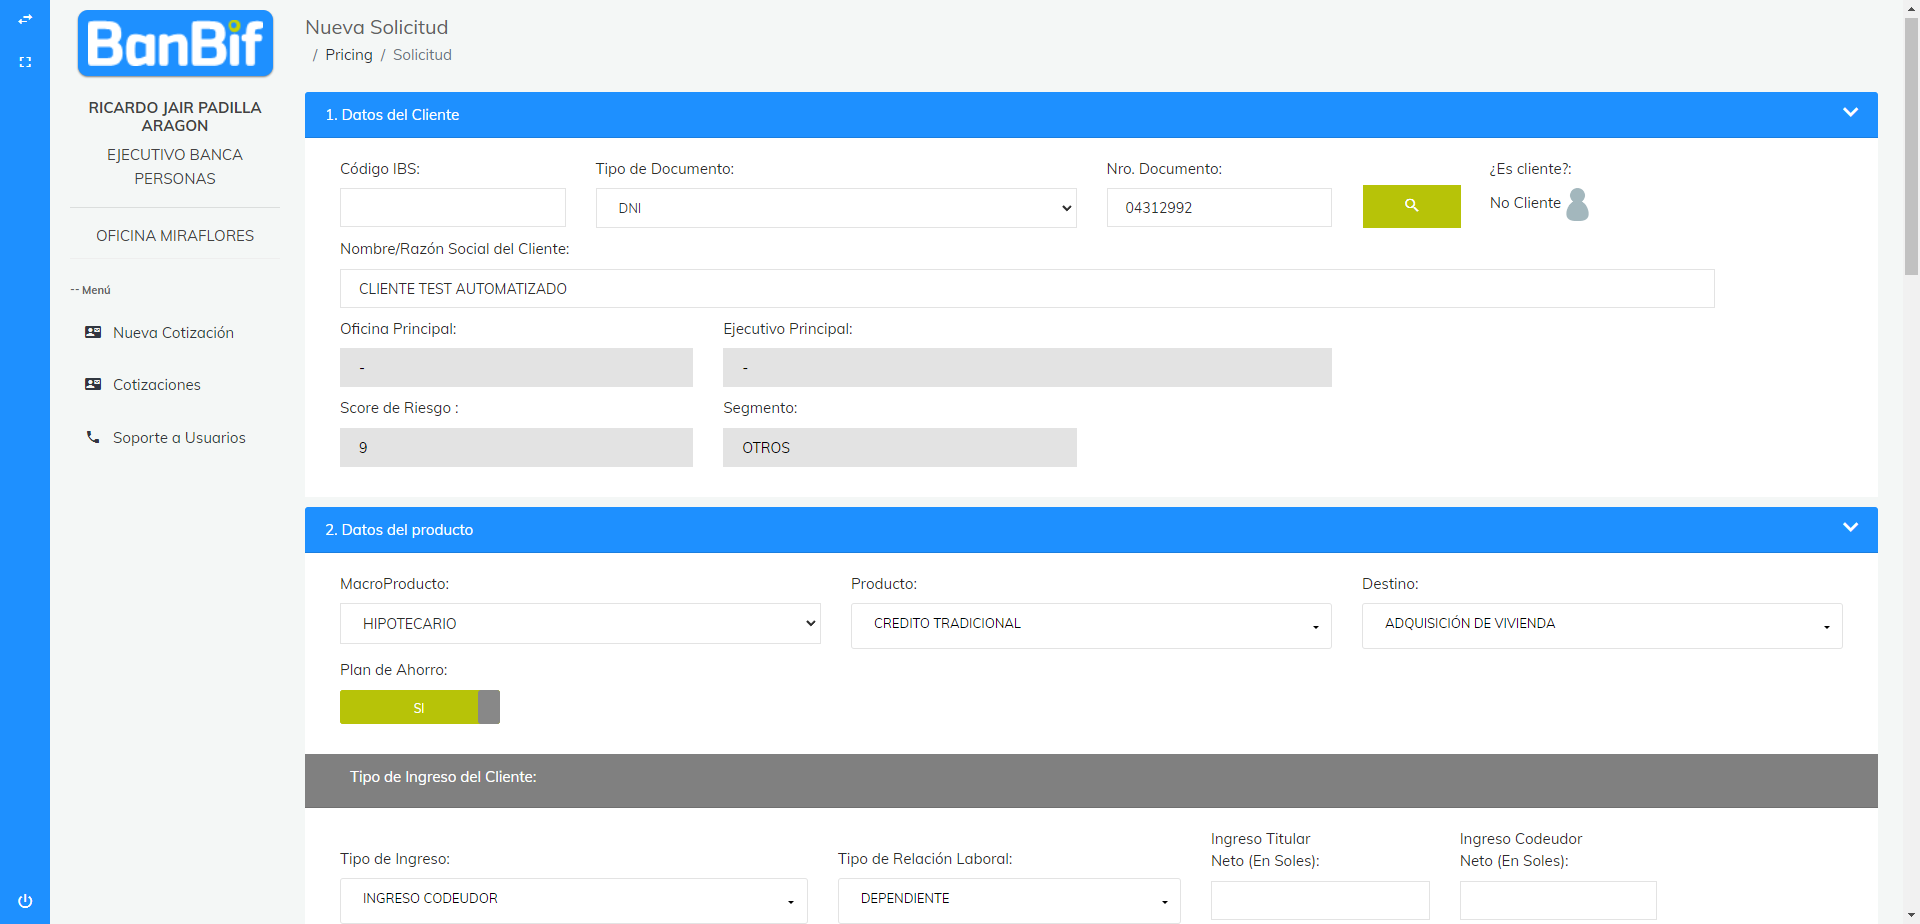 BanBif
RICARDO JAIR PADILLA
ARAGON
EJECUTIVO BANCA
PERSONAS
OFICINA MIRAFLORES
-- Menú
Nueva Cotización
Cotizaciones
Soporte a Usuarios
Nueva Solicitud
/ Pricing / Solicitud
1. Datos del Cliente
Código IBS:
Tipo de Documento:
Nro. Documento:
¿Es cliente?:
DNI
04312992
No Cliente
Nombre/Razón Social del Cliente:
CLIENTE TEST AUTOMATIZADO
Oficina Principal:
Ejecutivo Principal:
-
-
Score de Riesgo :
Segmento:
9
OTROS
2. Datos del producto
MacroProducto:
Producto:
Destino:
HIPOTECARIO
CREDITO TRADICIONAL
ADQUISICIÓN DE VIVIENDA
Plan de Ahorro:
SI
Tipo de Ingreso del Cliente:
Tipo de Ingreso:
Tipo de Relación Laboral:
Ingreso Titular
Neto (En Soles):
Ingreso Codeudor
Neto (En Soles):
INGRESO CODEUDOR
DEPENDIENTE